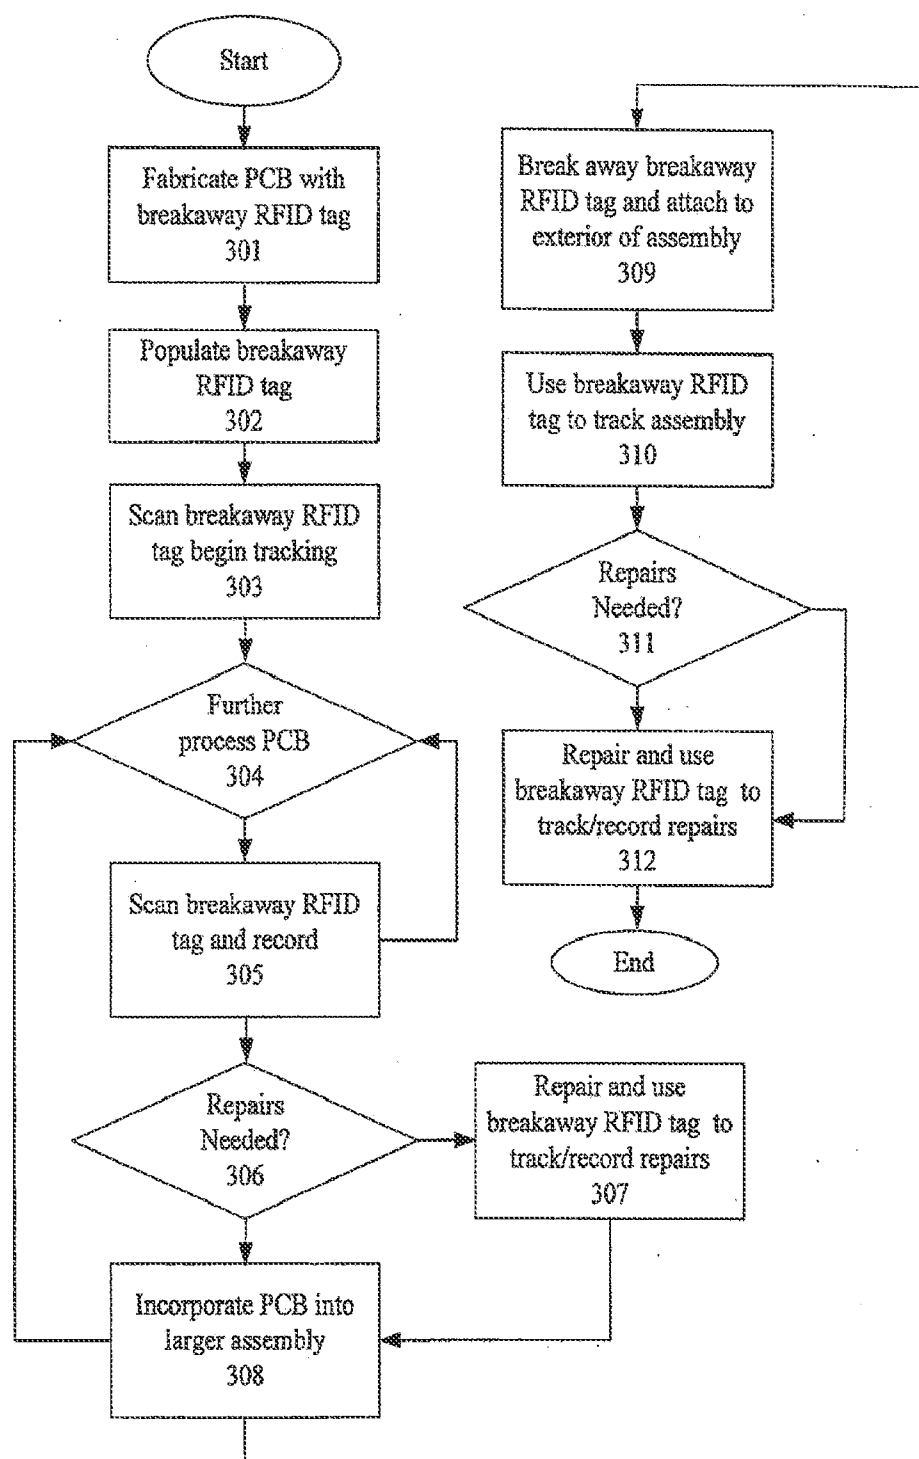 Start
Fabricate PCB with
breakaway RFID tag
301
Populate breakaway
RFID tag
302
Scan breakaway RFID
tag begin tracking
303
Further
process PCB
304
Scan breakaway RFID
tag and record
305
Repairs
Needed?
306
Repair and use
breakaway RFID tag to
track/record repairs
307
Incorporate PCB into
larger assembly
308
Break away breakaway
RFID tag and attach to
exterior of assembly
309
Use breakaway RFID
tag to track assembly
310
Repairs
Needed?
311
Repair and use
breakaway RFID tag to
track/record repairs
312
End